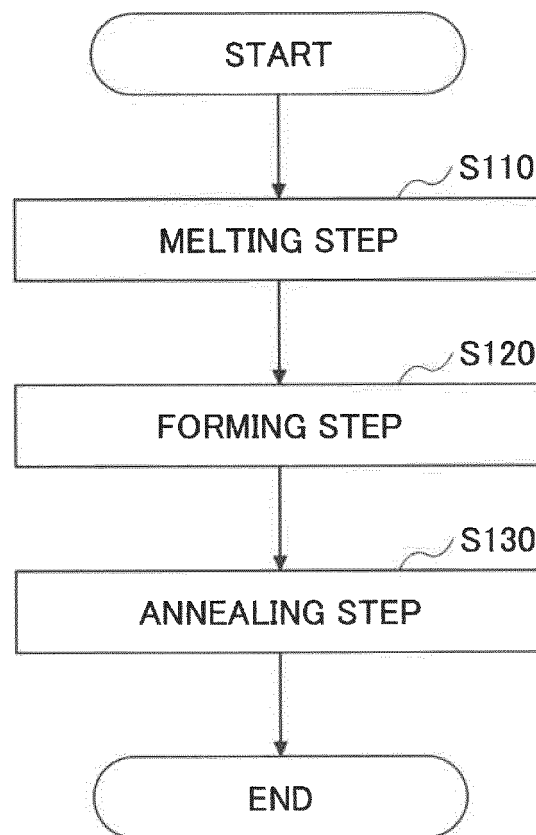 START
S110
MELTING STEP
S120
FORMING STEP
S130
ANNEALING STEP
END